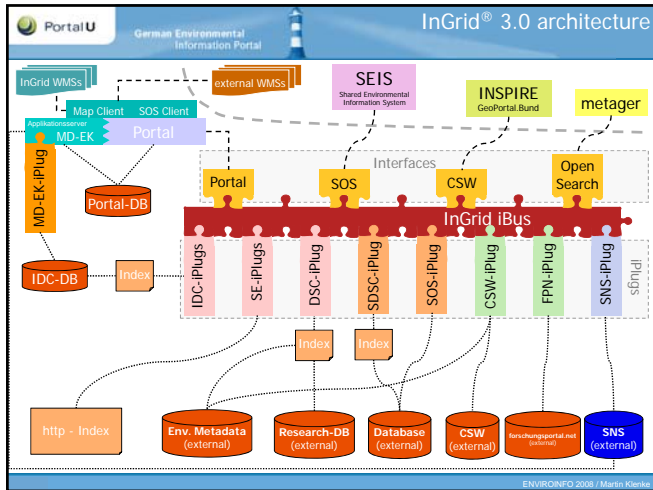 PortalU
German Environmental
Information Portal
InGrid® 3.0 architecture
InGrid WMSs
external WMSs
SEIS
Shared Environmental
Information System
INSPIRE
GeoPortal.Bund
metager
Map Client
SOS Client
Applikationsserver
MD-EK
Portal
Interfaces
MD-EK-iPlug
Portal
SOS
CSW
Open
Search
Portal-DB
InGrid iBus
IDC-DB
Index
IDC-iPlugs
SE-iPlugs
DSC-iPlug
SDSC-iPlug
SOS-iPlug
CSW-iPlug
FPN-iPlug
SNS-iPlug
iPlugs
Index
Index
http - Index
Env. Metadata
(external)
Research-DB
(external)
Database
(external)
CSW
(external)
forschungsportal.net
(external)
SNS
(external)
ENVIROINFO 2008 / Martin Klenke